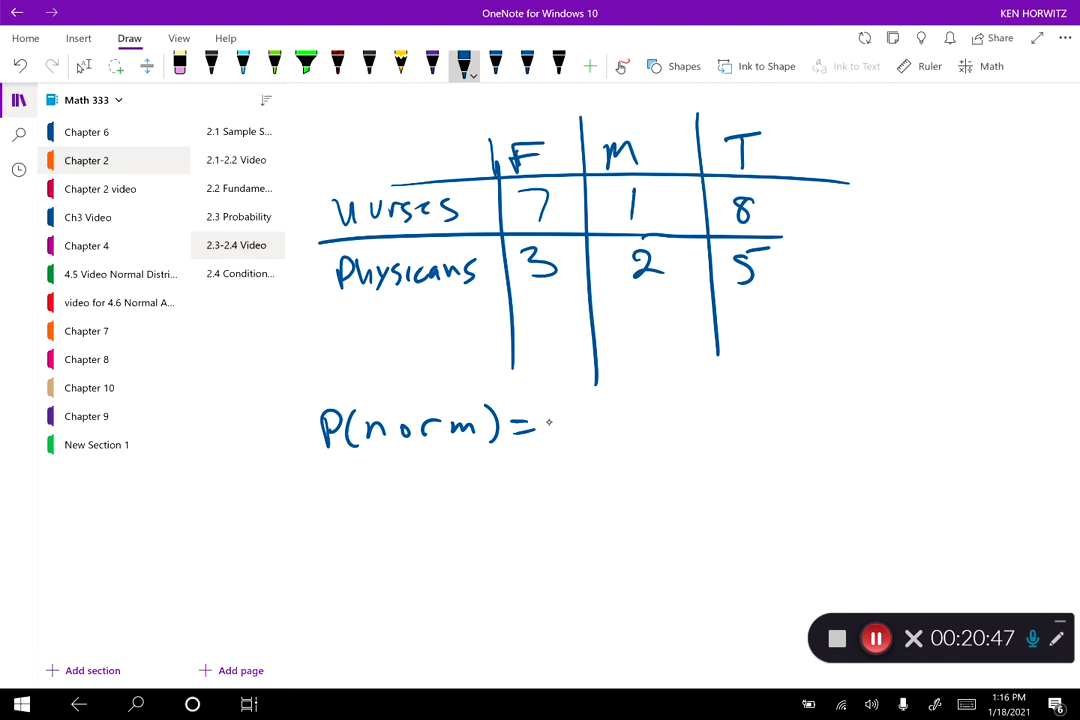 OneNote for Windows 10
KEN HORWITZ
Home Insert Draw View Help
Share
Shapes Ink to Shape Ink to Text Ruler Math
Math 333
Chapter 6
Chapter 2
Chapter 2 video
Ch3 Video
Chapter 4
4.5 Video Normal Distri...
video for 4.6 Normal A...
Chapter 7
Chapter 8
Chapter 10
Chapter 9
New Section 1
2.1 Sample S...
2.1-2.2 Video
2.2 Fundame...
2.3 Probability
2.3-2.4 Video
2.4 Condition...
F M T
Nurses 7 1 8
Physicans 3 2 5
P(n or m) =
00:20:47
Add section Add page
1:16 PM
1/18/2021
6